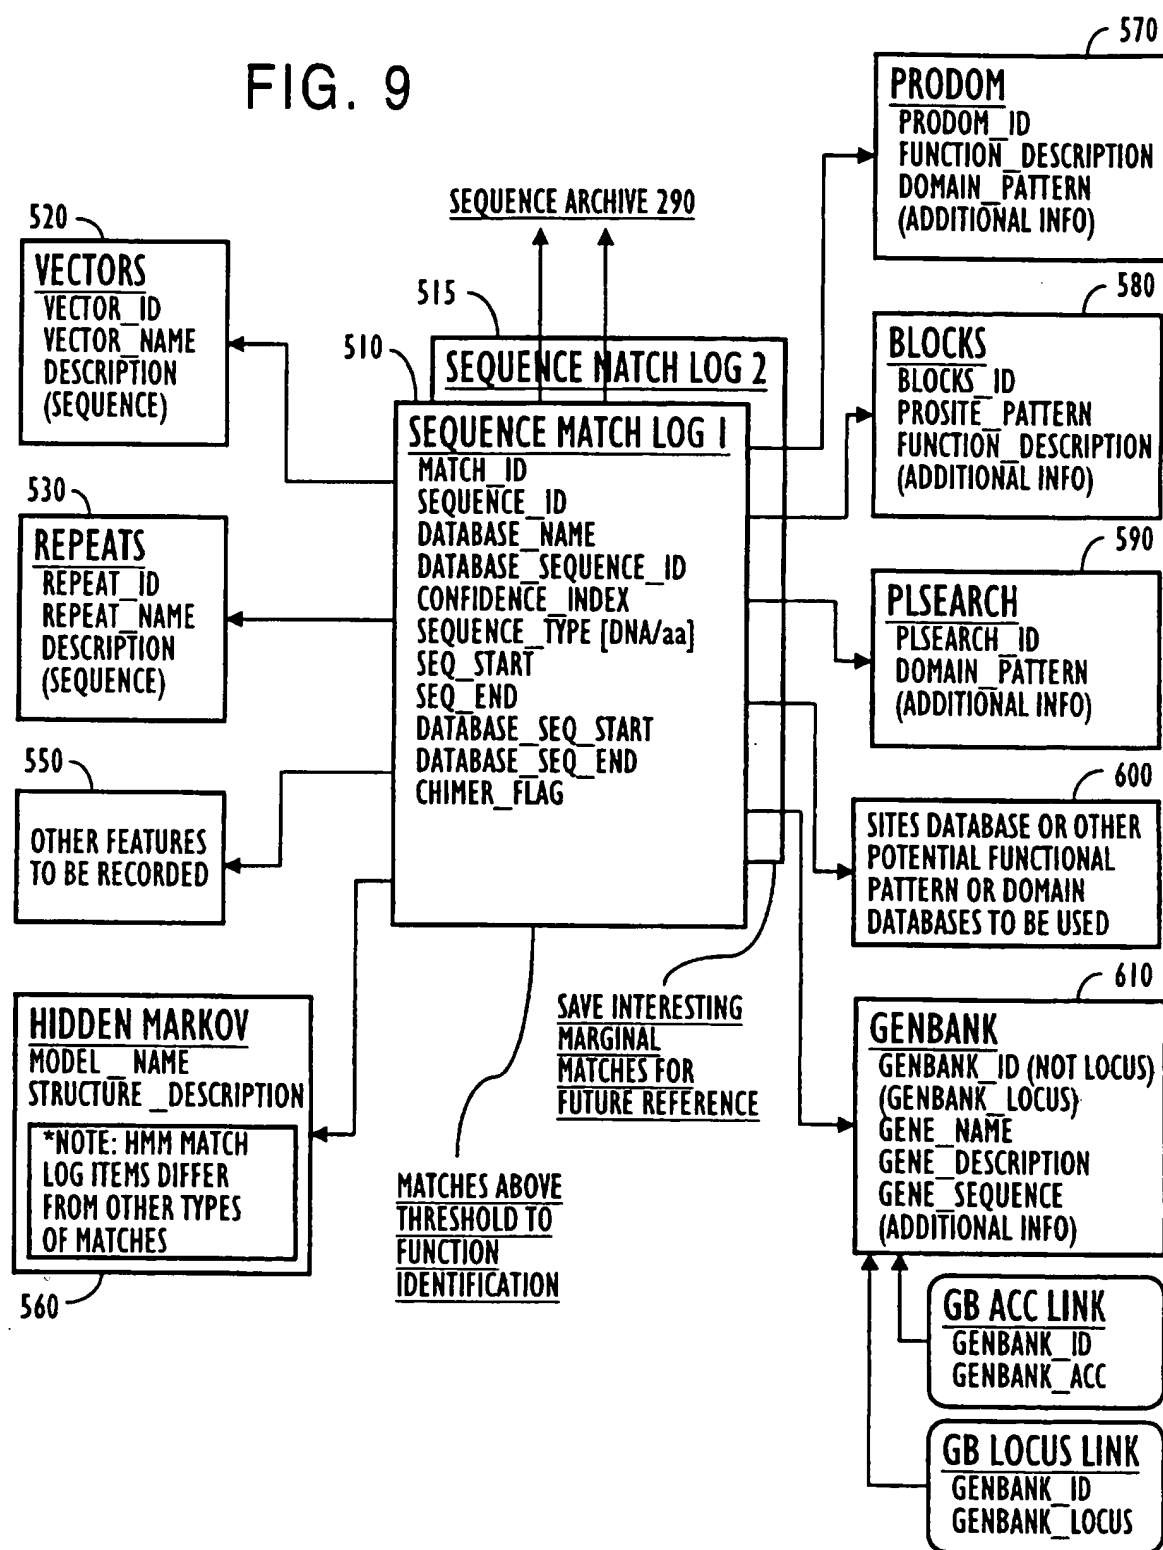 FIG. 9
570
PRODOM
PRODOM_ID
FUNCTION_DESCRIPTION
DOMAIN_PATTERN
(ADDITIONAL INFO)
SEQUENCE ARCHIVE 290
520
VECTORS
VECTOR_ID
VECTOR_NAME
DESCRIPTION
(SEQUENCE)
515
SEQUENCE MATCH LOG 2
510
SEQUENCE MATCH LOG 1
MATCH_ID
SEQUENCE_ID
DATABASE_NAME
DATABASE_SEQUENCE_ID
CONFIDENCE_INDEX
SEQUENCE_TYPE [DNA/aa]
SEQ_START
SEQ_END
DATABASE_SEQ_START
DATABASE_SEQ_END
CHIMER_FLAG
580
BLOCKS
BLOCKS_ID
PROSITE_PATTERN
FUNCTION_DESCRIPTION
(ADDITIONAL INFO)
530
REPEATS
REPEAT_ID
REPEAT_NAME
DESCRIPTION
(SEQUENCE)
590
PLSEARCH
PLSEARCH_ID
DOMAIN_PATTERN
(ADDITIONAL INFO)
550
OTHER FEATURES
TO BE RECORDED
600
SITES DATABASE OR OTHER
POTENTIAL FUNCTIONAL
PATTERN OR DOMAIN
DATABASES TO BE USED
HIDDEN MARKOV
MODEL_NAME
STRUCTURE_DESCRIPTION
*NOTE: HMM MATCH
LOG ITEMS DIFFER
FROM OTHER TYPES
OF MATCHES
560
MATCHES ABOVE
THRESHOLD TO
FUNCTION
IDENTIFICATION
SAVE INTERESTING
MARGINAL
MATCHES FOR
FUTURE REFERENCE
610
GENBANK
GENBANK_ID (NOT LOCUS)
(GENBANK_LOCUS)
GENE_NAME
GENE_DESCRIPTION
GENE_SEQUENCE
(ADDITIONAL INFO)
GB ACC LINK
GENBANK_ID
GENBANK_ACC
GB LOCUS LINK
GENBANK_ID
GENBANK_LOCUS